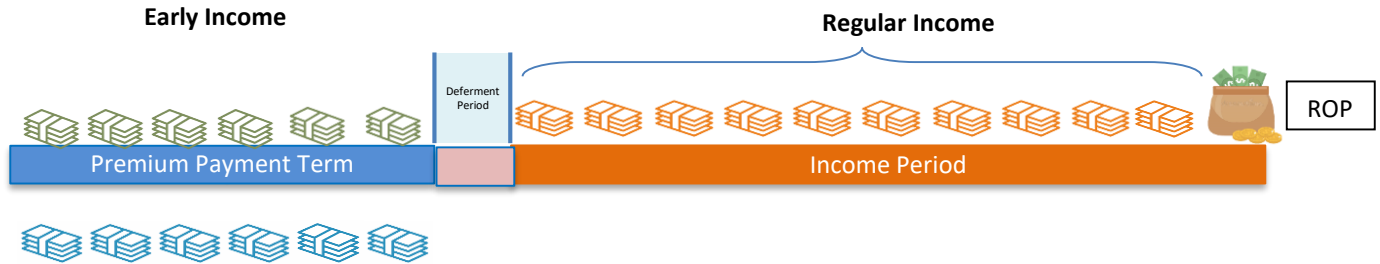 Early Income
Regular Income
Deferment
Period
ROP
Premium Payment Term
Income Period